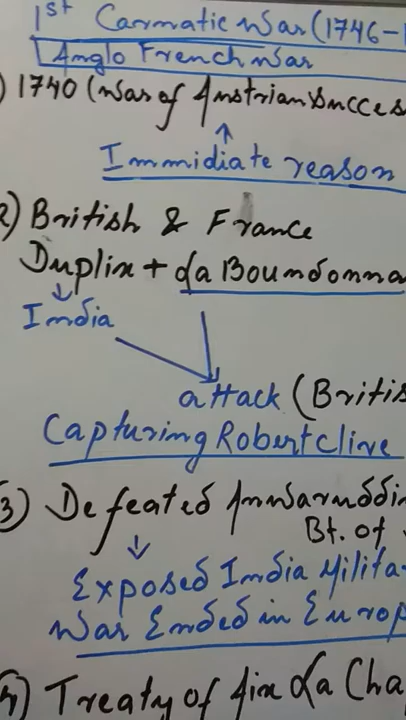 1st Carmatic War (1746-1
Anglo French War
) 1740 (War of Austrian Succes
Immidiate reason
2) British & France
Duplix + La Bourdonna
India
attack (Britis
Capturing Robert clive
3) Defeated Anwaruddi
Bt. of
Exposed India Milita
War Ended in Europ
4) Treaty of Aix La Cha